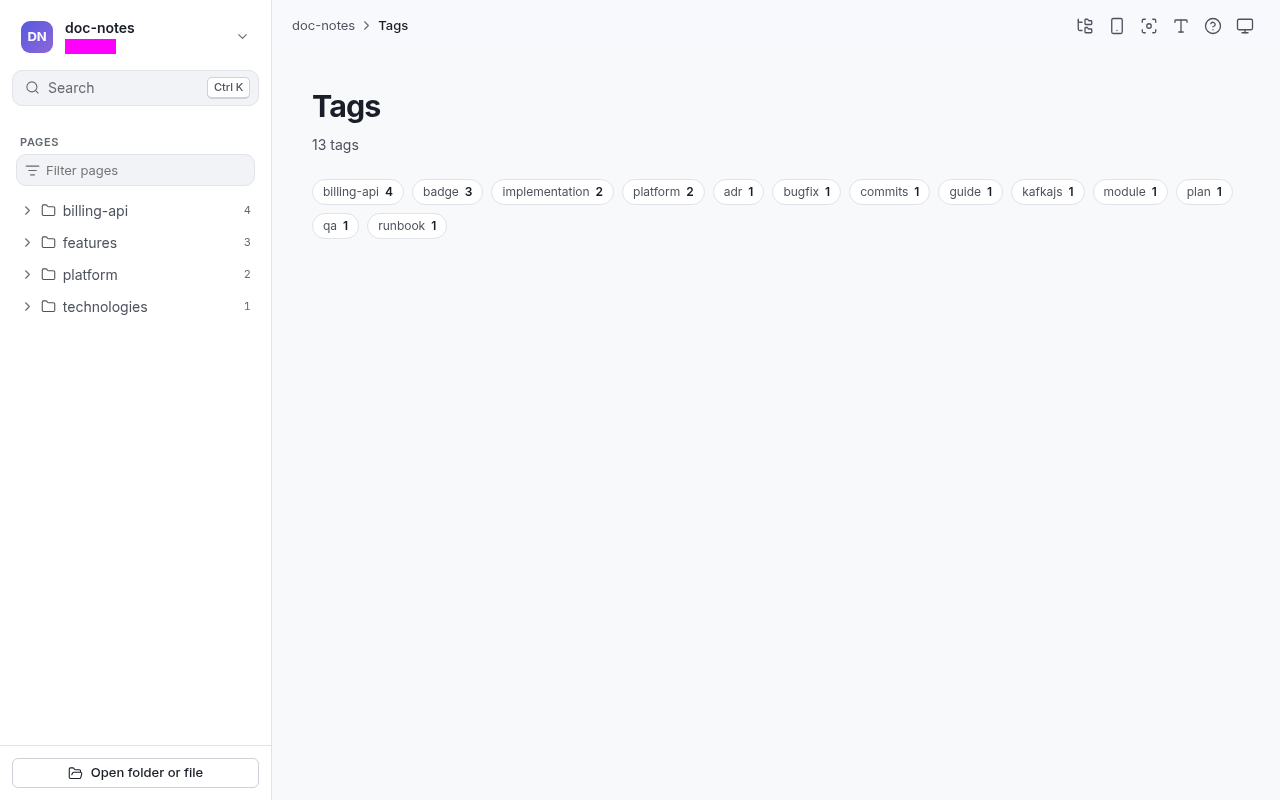 DN
doc-notes
Search
Ctrl K
PAGES
Filter pages
billing-api 4
features 3
platform 2
technologies 1
Open folder or file
doc-notes > Tags
Tags
13 tags
billing-api 4 badge 3 implementation 2 platform 2 adr 1 bugfix 1 commits 1 guide 1 kafkajs 1 module 1 plan 1
qa 1 runbook 1